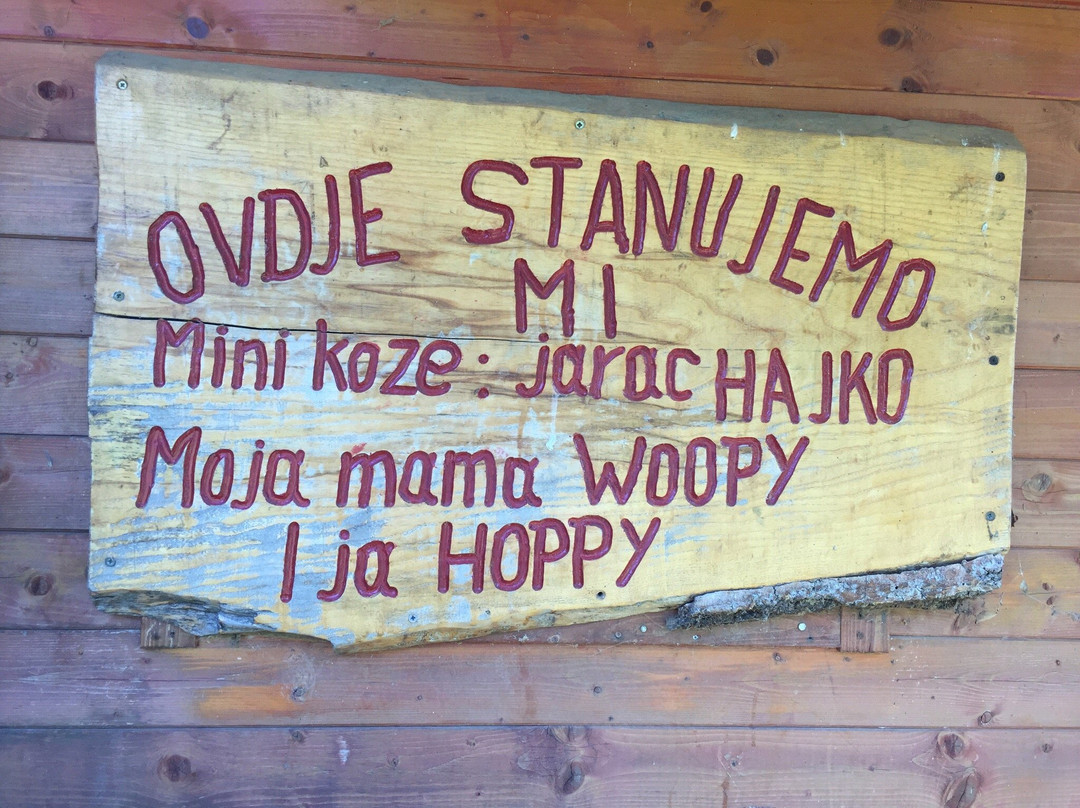 OVDJE STANUJEMO
MI
Mini koze: jarac HAJKO
Moja mama WOOPY
I ja HOPPY